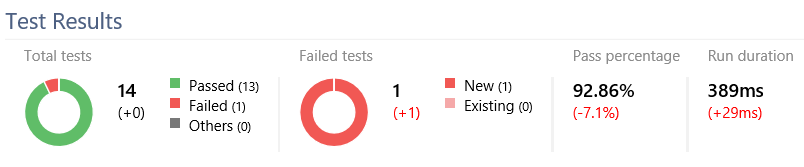 Test Results
Total tests
14
(+0)
Passed (13)
Failed (1)
Others (0)
Failed tests
1
(+1)
New (1)
Existing (0)
Pass percentage
92.86%
(-7.1%)
Run duration
389ms
(+29ms)